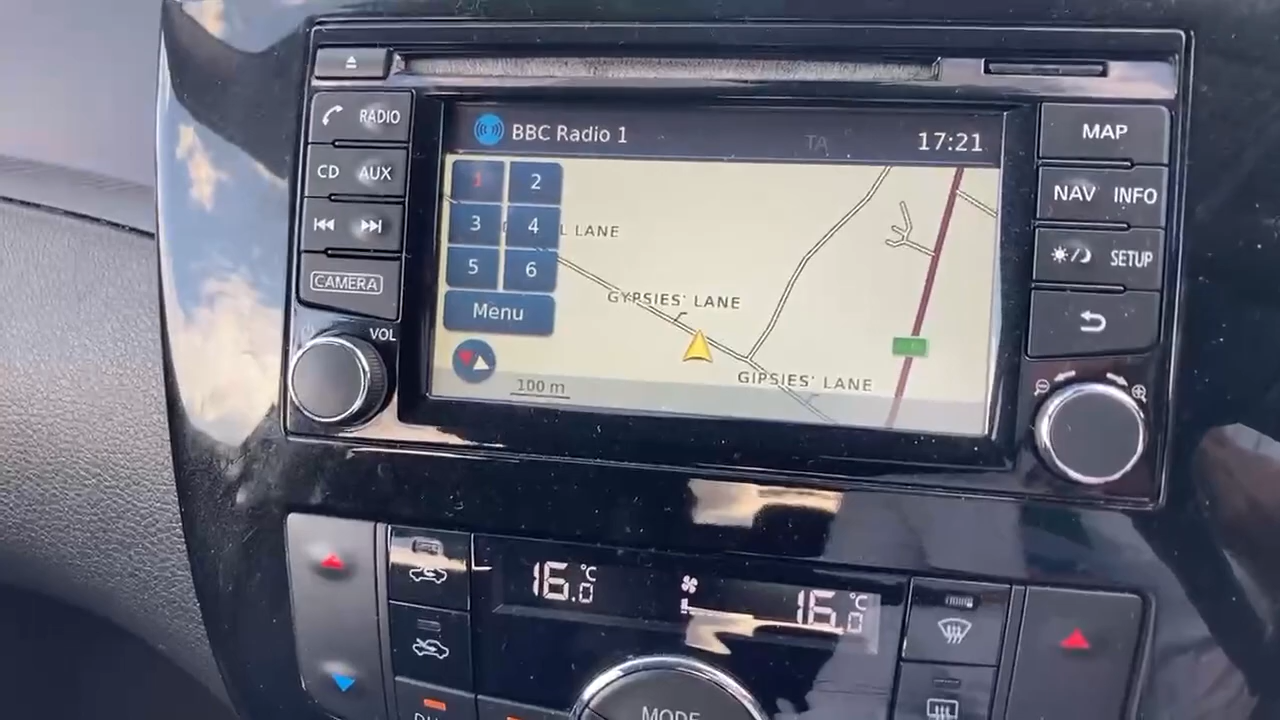 BBC Radio 1
TA
17:21
RADIO
CD AUX
CAMERA
VOL
1 2
3 4
5 6
Menu
L LANE
GYPSIES' LANE
GIPSIES' LANE
100 m
MAP
NAV INFO
SETUP
16.0 °C
16.0 °C
MODE